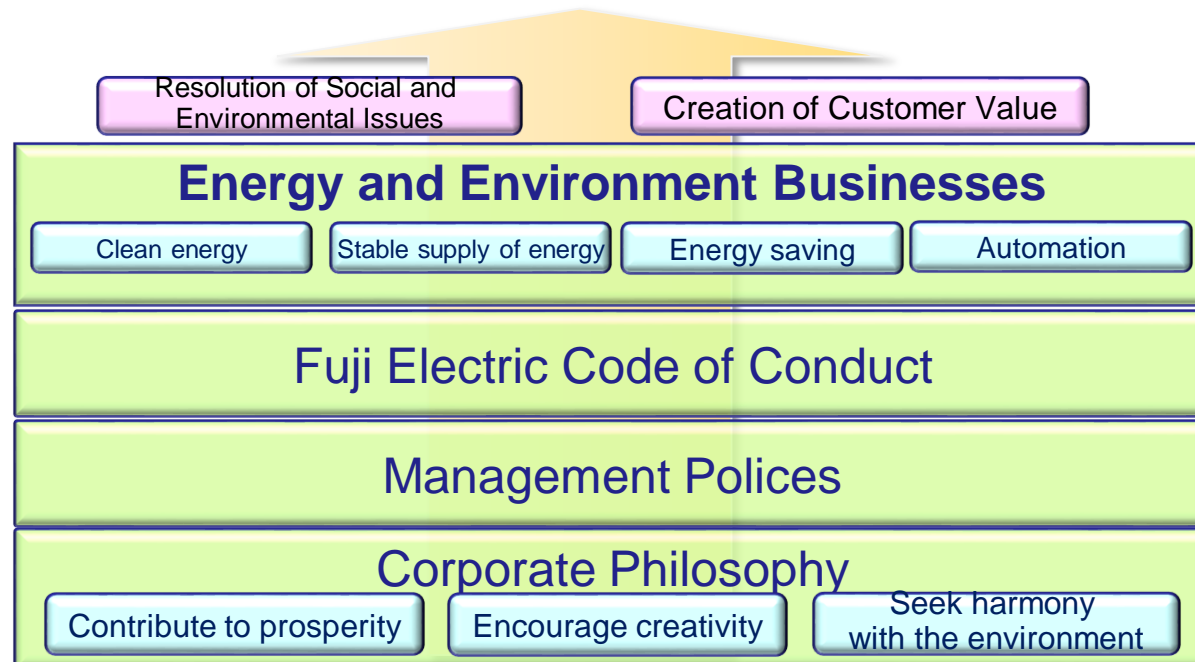 Resolution of Social and
Environmental Issues
Creation of Customer Value
Energy and Environment Businesses
Clean energy
Stable supply of energy
Energy saving
Automation
Fuji Electric Code of Conduct
Management Polices
Corporate Philosophy
Contribute to prosperity
Encourage creativity
Seek harmony
with the environment